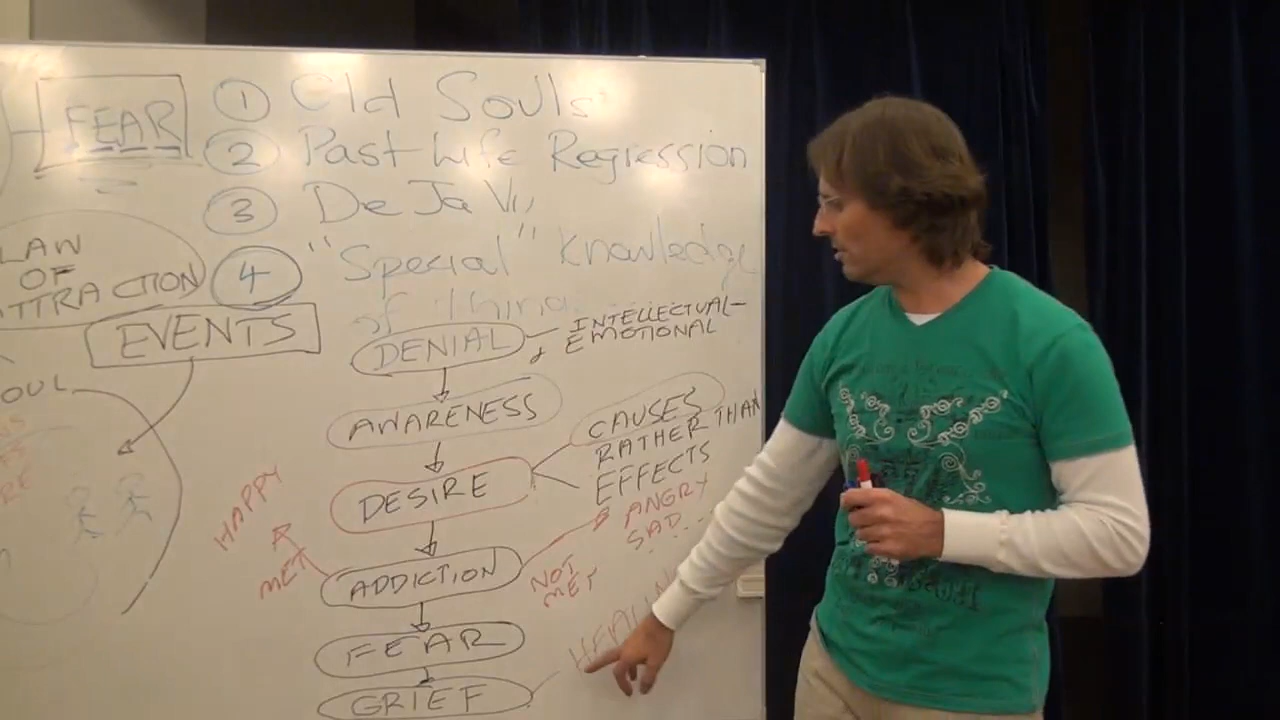 FEAR
① Old Souls
② Past Life Regression
③ De Ja Vu
④ "Special" Knowledge
of
LAW
OF
ATTRACTION
EVENTS
DENIAL
INTELLECTUAL
EMOTIONAL
AWARENESS
CAUSES
RATHER THAN
EFFECTS
DESIRE
ANGRY
SAD...
HAPPY
MET
ADDICTION
NOT
MET
FEAR
GRIEF